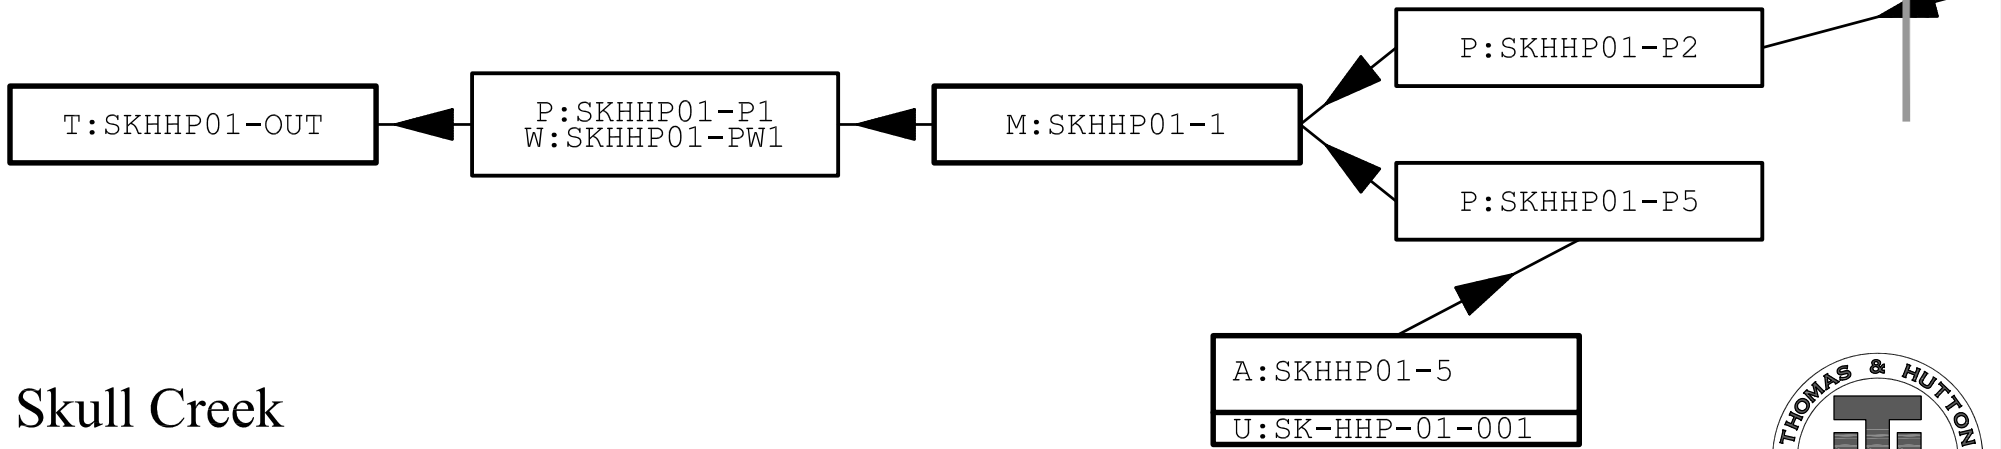 P:SKHHP01-P2
T:SKHHP01-OUT
P:SKHHP01-P1
W:SKHHP01-PW1
M:SKHHP01-1
P:SKHHP01-P5
A:SKHHP01-5
U:SK-HHP-01-001
Skull Creek
THOMAS & HUTTON